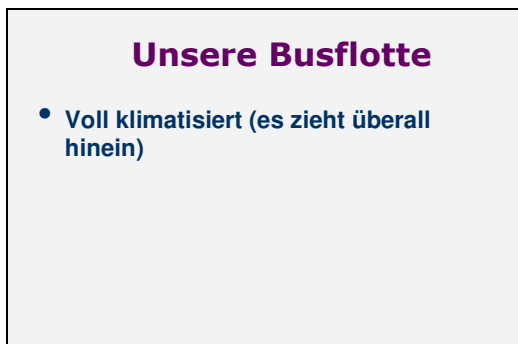 Unsere Busflotte
• Voll klimatisiert (es zieht überall
hinein)